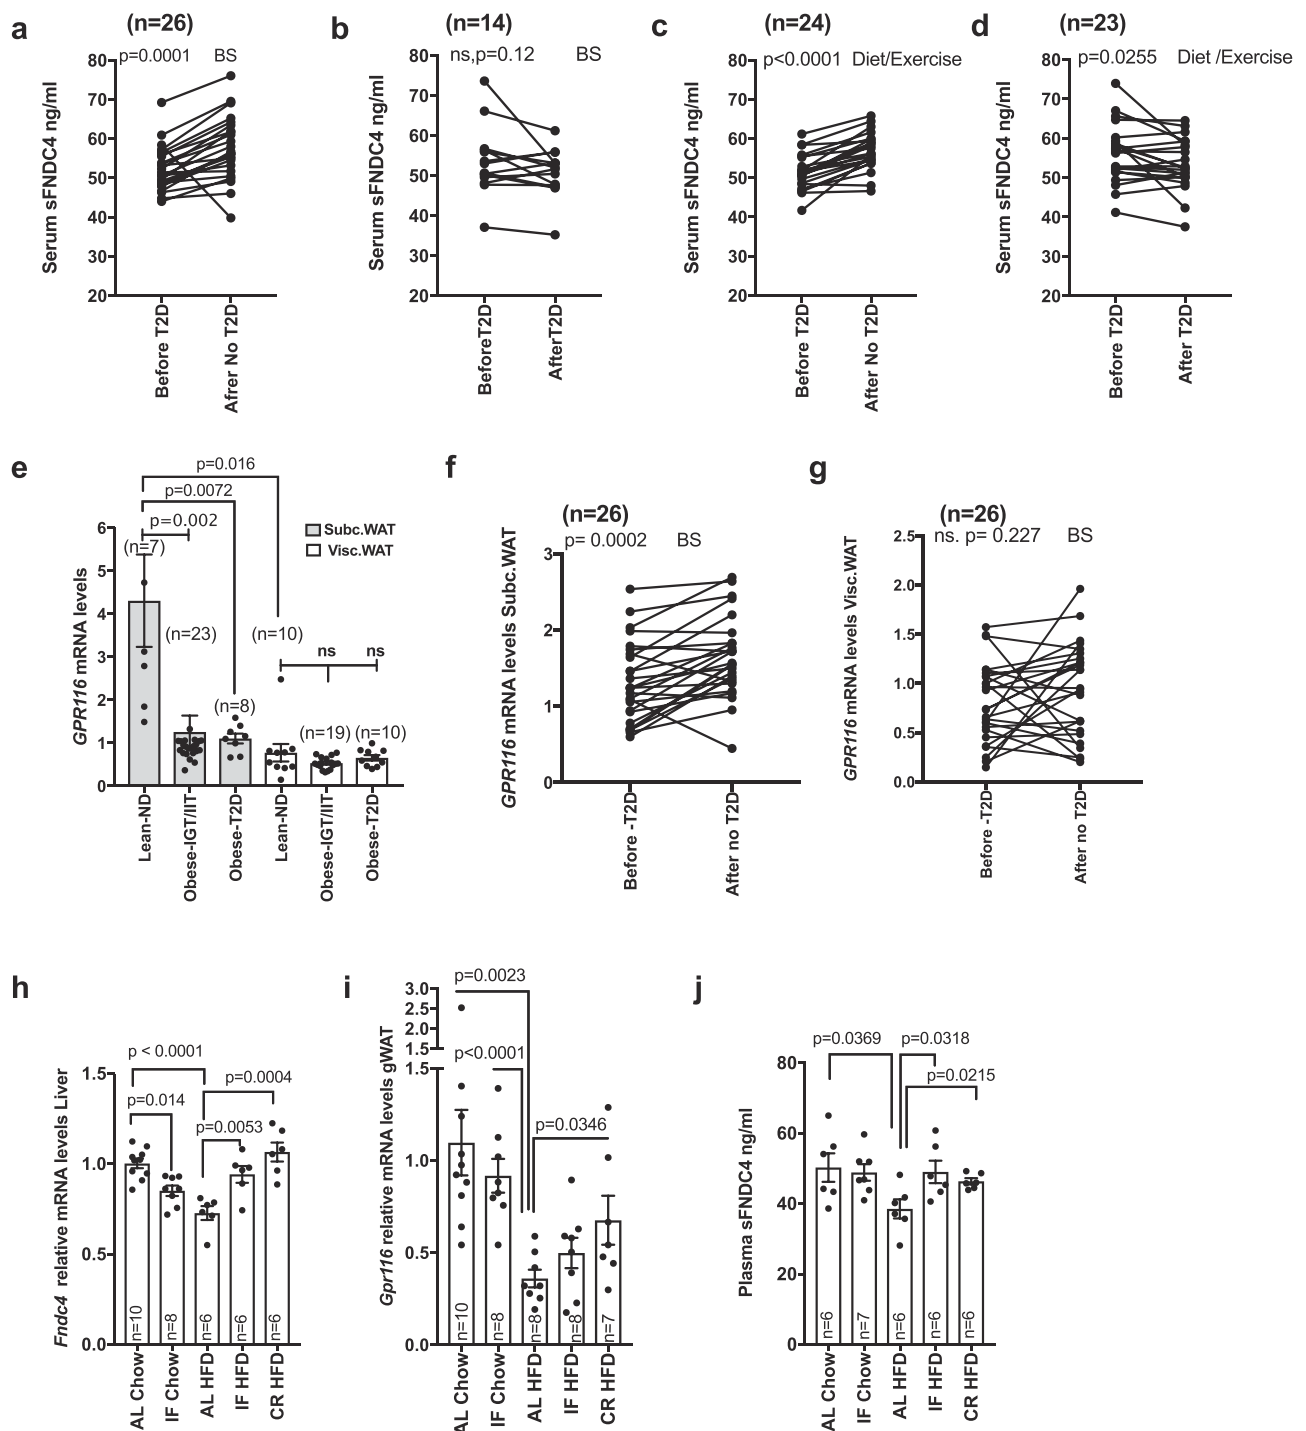 a
(n=26)
p=0.0001 BS
Serum sFNDC4 ng/ml
80
70
60
50
40
30
20
Before T2D
Afrer No T2D
b
(n=14)
ns,p=0.12 BS
Serum sFNDC4 ng/ml
80
70
60
50
40
30
20
BeforeT2D
AfterT2D
c
(n=24)
p<0.0001 Diet/Exercise
Serum sFNDC4 ng/ml
80
70
60
50
40
30
20
Before T2D
After No T2D
d
(n=23)
p=0.0255 Diet /Exercise
Serum sFNDC4 ng/ml
80
70
60
50
40
30
20
Before T2D
After T2D
e
p=0.016
p=0.0072
p=0.002
(n=7)
(n=23)
(n=8)
(n=10)
ns
ns
(n=19)
(n=10)
Subc.WAT
Visc.WAT
GPR116 mRNA levels
6
5
4
3
2
1
0
Lean-ND
Obese-IGT/IIT
Obese-T2D
Lean-ND
Obese-IGT/IIT
Obese-T2D
f
(n=26)
p= 0.0002 BS
GPR116 mRNA levels Subc.WAT
3
2
1
0
Before -T2D
After no T2D
g
(n=26)
ns. p= 0.227 BS
GPR116 mRNA levels Visc.WAT
2.5
2.0
1.5
1.0
0.5
0.0
Before -T2D
After no T2D
h
p < 0.0001
p=0.0004
p=0.014
p=0.0053
Fndc4 relative mRNA levels Liver
1.5
1.0
0.5
0.0
n=10
n=8
n=6
n=6
n=6
AL Chow
IF Chow
AL HFD
IF HFD
CR HFD
i
p=0.0023
p<0.0001
p=0.0346
Gpr116 relative mRNA levels gWAT
3.0
2.5
2.0
1.5
1.5
1.0
0.5
0.0
n=10
n=8
n=8
n=8
n=7
AL Chow
IF Chow
AL HFD
IF HFD
CR HFD
j
p=0.0369
p=0.0318
p=0.0215
Plasma sFNDC4 ng/ml
80
60
40
20
0
n=6
n=7
n=6
n=6
n=6
AL Chow
IF Chow
AL HFD
IF HFD
CR HFD